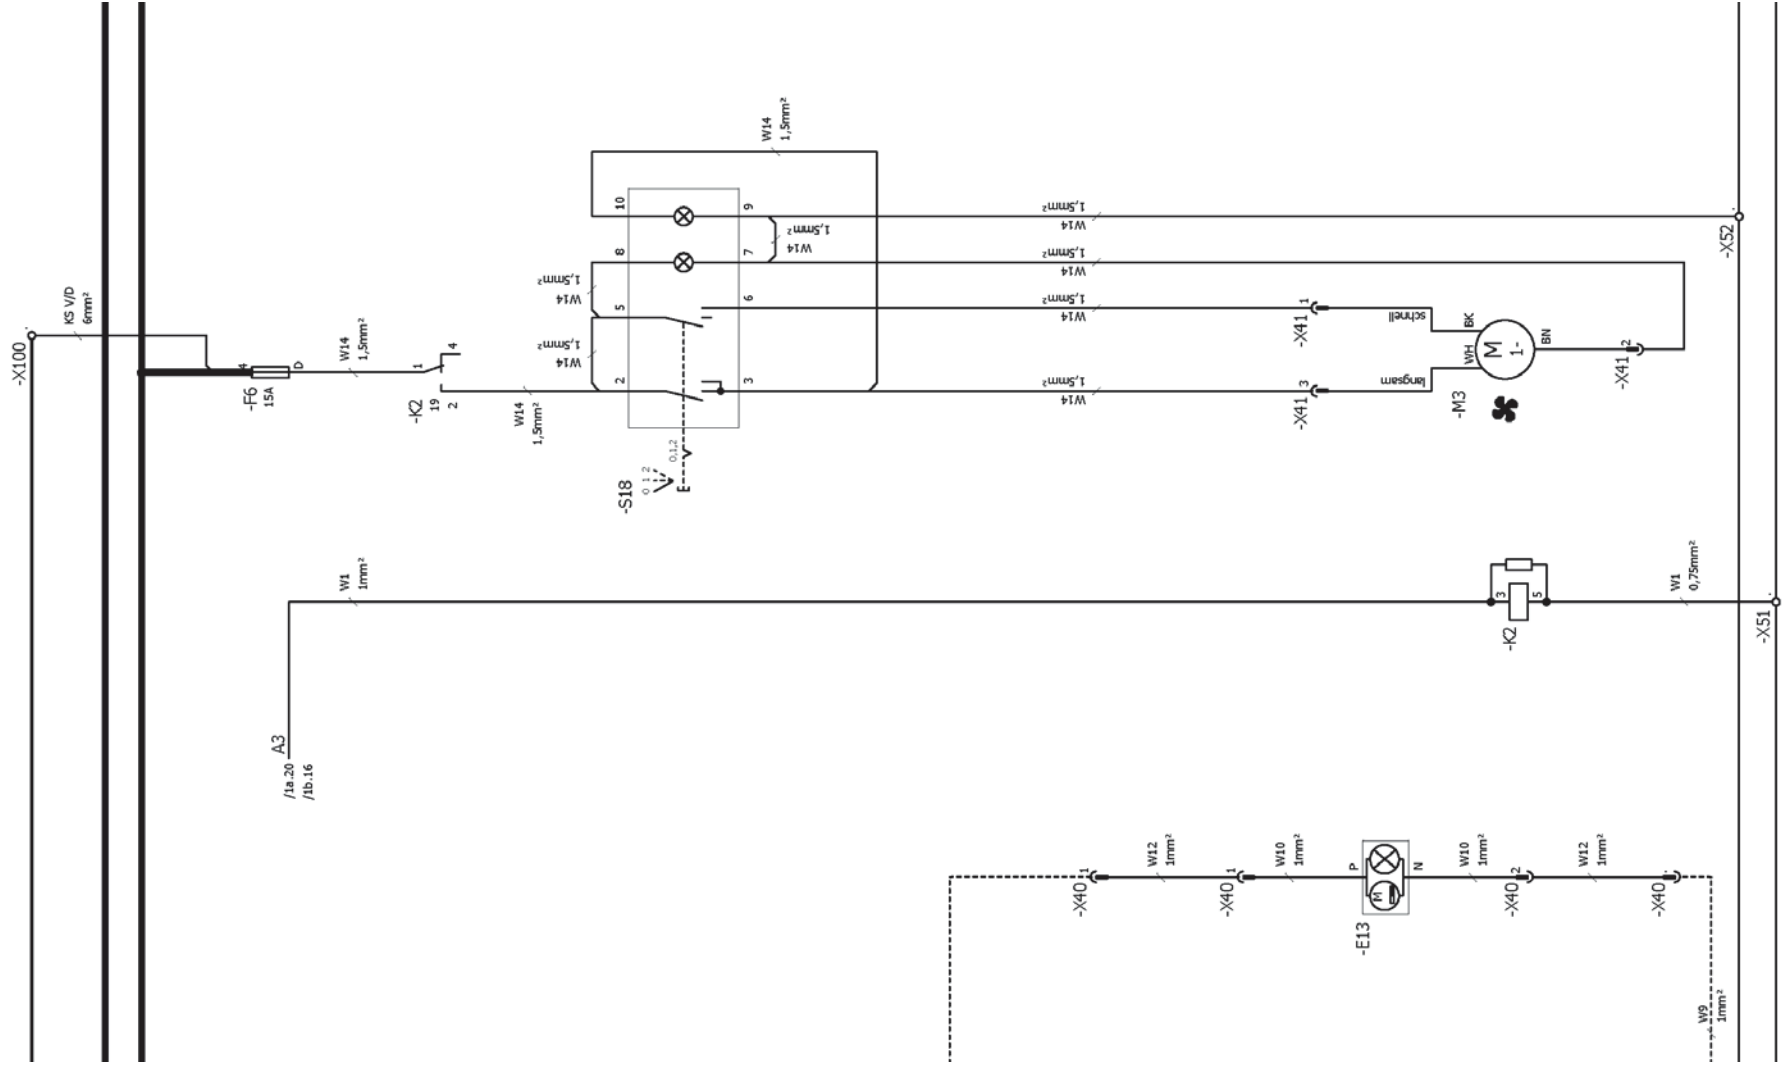 -X100
KS V/D
6mm²
4
D
-F6
15A
W14
1,5mm²
1
4
-K2
19
2
W14
1,5mm²
W14
1,5mm²
10
9
8
7
5
6
2
3
1,5mm²
W14
1,5mm²
W14
1,5mm²
W14
0,1,2
0 1 2
-S18
1,5mm²
W14
1,5mm²
W14
1,5mm²
W14
1,5mm²
W14
-X41
1
schnell
BK
WH
M
1-
BN
-X41
2
-X41
3
langsam
-M3
-X52
A3
/1a.20
/1b.16
W1
1mm²
3
5
-K2
W1
0,75mm²
-X51
-X40
1
W12
1mm²
-X40
1
W10
1mm²
P
M
N
-E13
W10
1mm²
-X40
2
W12
1mm²
-X40
W9
1mm²